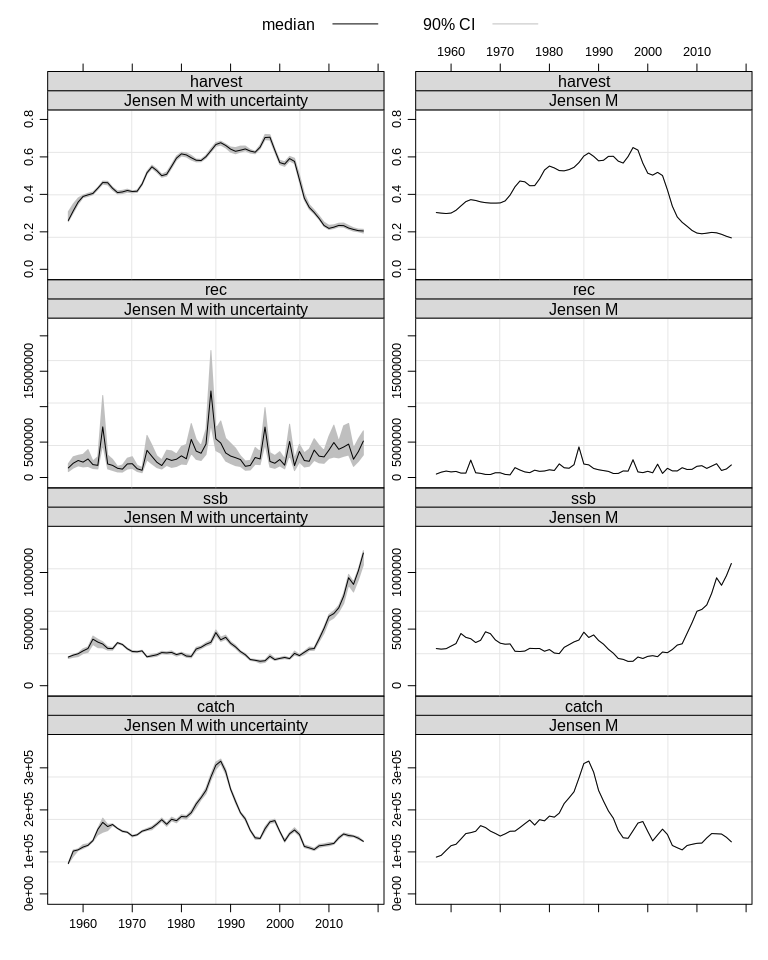 median 90% CI
1960 1970 1980 1990 2000 2010
harvest harvest
Jensen M with uncertainty Jensen M
0.0 0.2 0.4 0.6 0.8 0.0 0.2 0.4 0.6 0.8
rec rec
Jensen M with uncertainty Jensen M
0 5000000 15000000 0 5000000 15000000
ssb ssb
Jensen M with uncertainty Jensen M
0 500000 1000000 0 500000 1000000
catch catch
Jensen M with uncertainty Jensen M
0e+00 1e+05 2e+05 3e+05 0e+00 1e+05 2e+05 3e+05
1960 1970 1980 1990 2000 2010